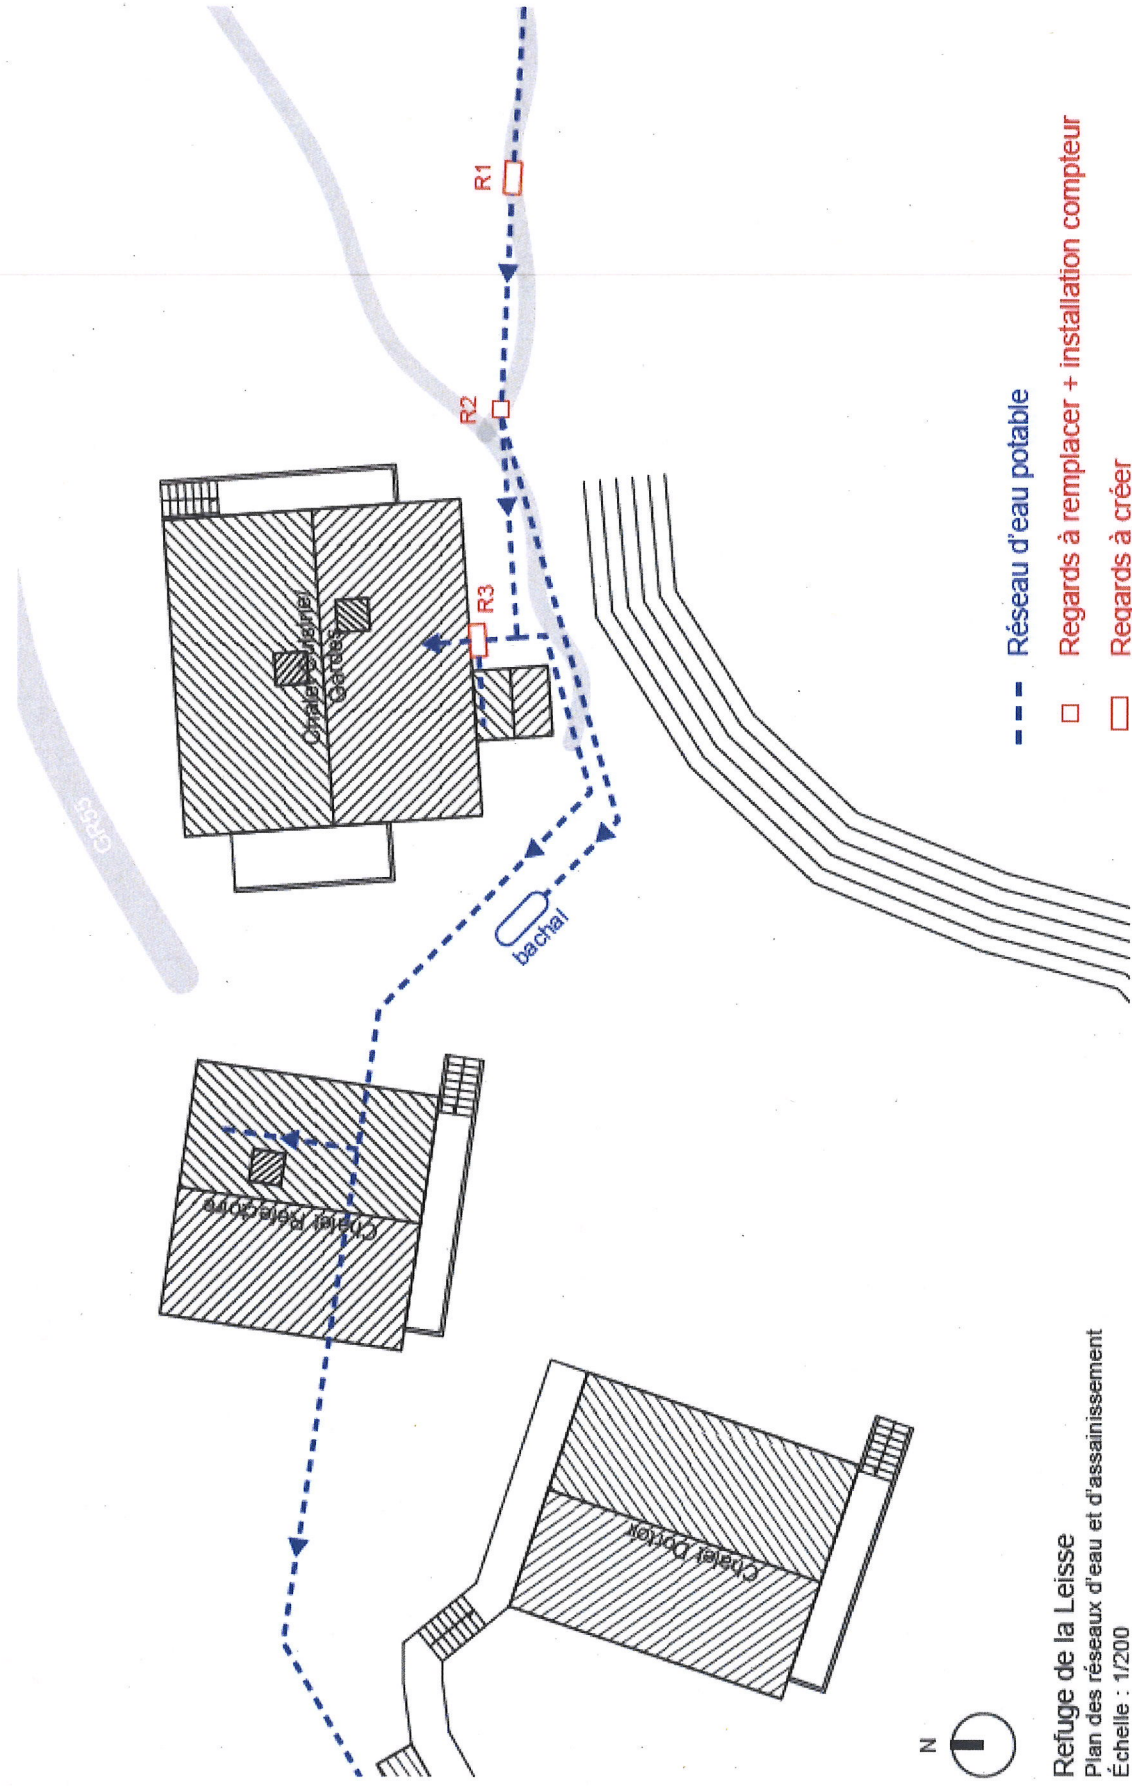 GR55
R1
R2
R3
Chalet Cuisine/
Gardes
bachal
Chalet Réfectoire
Chalet Dortoir
N
Réseau d'eau potable
Regards à remplacer + installation compteur
Regards à créer
Refuge de la Leisse
Plan des réseaux d'eau et d'assainissement
Échelle : 1/200